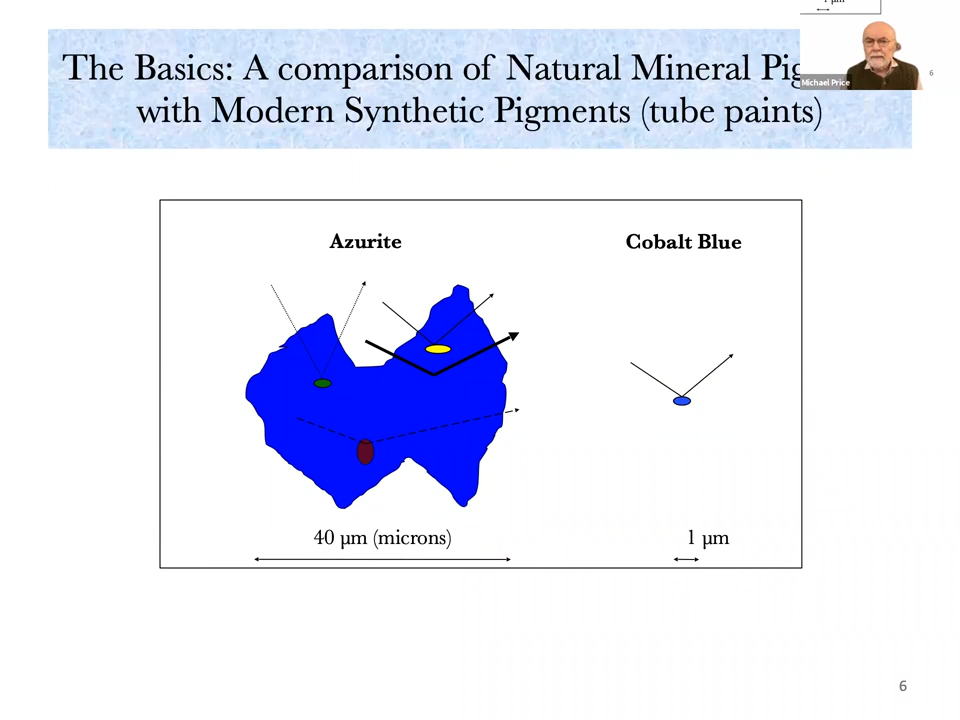 The Basics: A comparison of Natural Mineral Pig
with Modern Synthetic Pigments (tube paints)
Michael Price
6
Azurite
Cobalt Blue
40 µm (microns)
1 µm
6